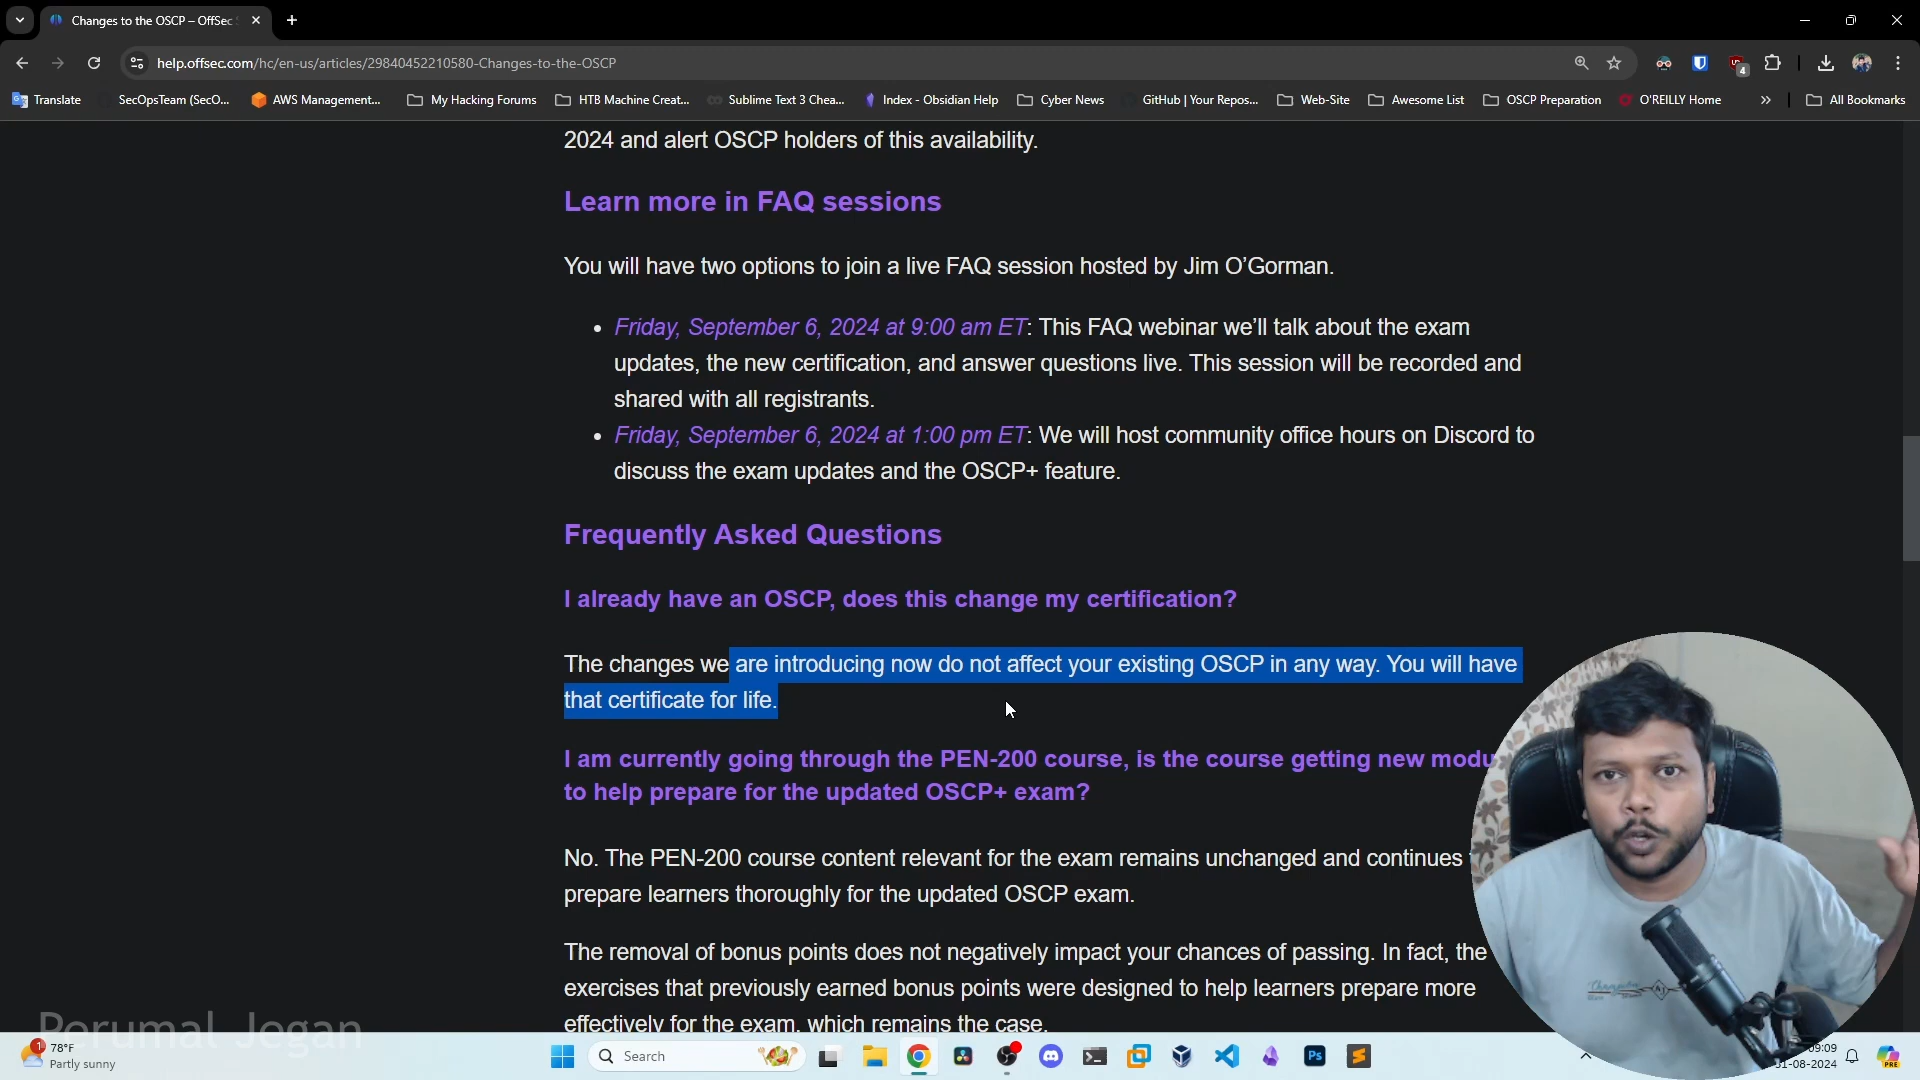 Changes to the OSCP – OffSec
help.offsec.com/hc/en-us/articles/29840452210580-Changes-to-the-OSCP
4
Translate
SecOpsTeam (SecO...
AWS Management...
My Hacking Forums
HTB Machine Creat...
Sublime Text 3 Chea...
Index - Obsidian Help
Cyber News
GitHub | Your Repos...
Web-Site
Awesome List
OSCP Preparation
O'REILLY Home
»
All Bookmarks
2024 and alert OSCP holders of this availability.
Learn more in FAQ sessions
You will have two options to join a live FAQ session hosted by Jim O’Gorman.
• Friday, September 6, 2024 at 9:00 am ET: This FAQ webinar we’ll talk about the exam
updates, the new certification, and answer questions live. This session will be recorded and
shared with all registrants.
• Friday, September 6, 2024 at 1:00 pm ET: We will host community office hours on Discord to
discuss the exam updates and the OSCP+ feature.
Frequently Asked Questions
I already have an OSCP, does this change my certification?
The changes we are introducing now do not affect your existing OSCP in any way. You will have
that certificate for life.
I am currently going through the PEN-200 course, is the course getting new modu
to help prepare for the updated OSCP+ exam?
No. The PEN-200 course content relevant for the exam remains unchanged and continues
prepare learners thoroughly for the updated OSCP exam.
The removal of bonus points does not negatively impact your chances of passing. In fact, the
exercises that previously earned bonus points were designed to help learners prepare more
effectively for the exam, which remains the case.
Perumal Jegan
1
78°F
Partly sunny
Search
Ps
09:09
31-08-2024
PRE